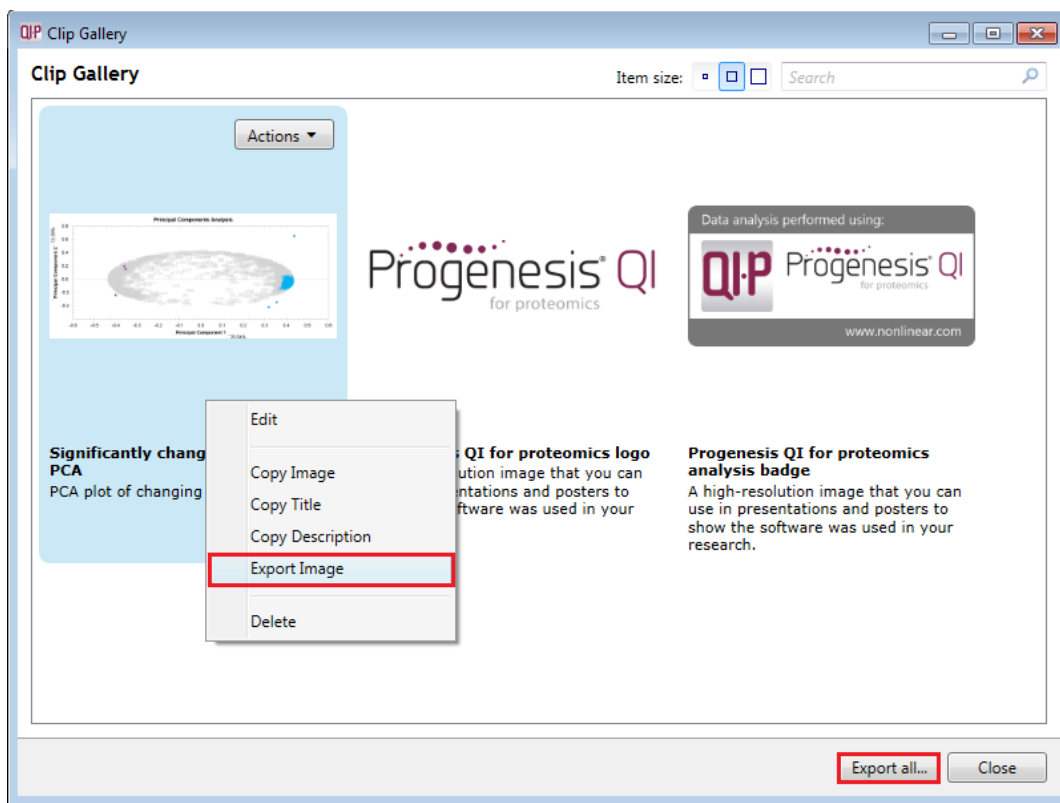 QI·P Clip Gallery
Clip Gallery
Item size:
Search
Actions
Principal Components Analysis
Progenesis® QI
for proteomics
Data analysis performed using:
QI·P
Progenesis® QI
for proteomics
www.nonlinear.com
Significantly chang
PCA
PCA plot of changing
QI for proteomics logo
ution image that you can
entations and posters to
ftware was used in your
Progenesis QI for proteomics
analysis badge
A high-resolution image that you can
use in presentations and posters to
show the software was used in your
research.
Edit
Copy Image
Copy Title
Copy Description
Export Image
Delete
Export all...
Close